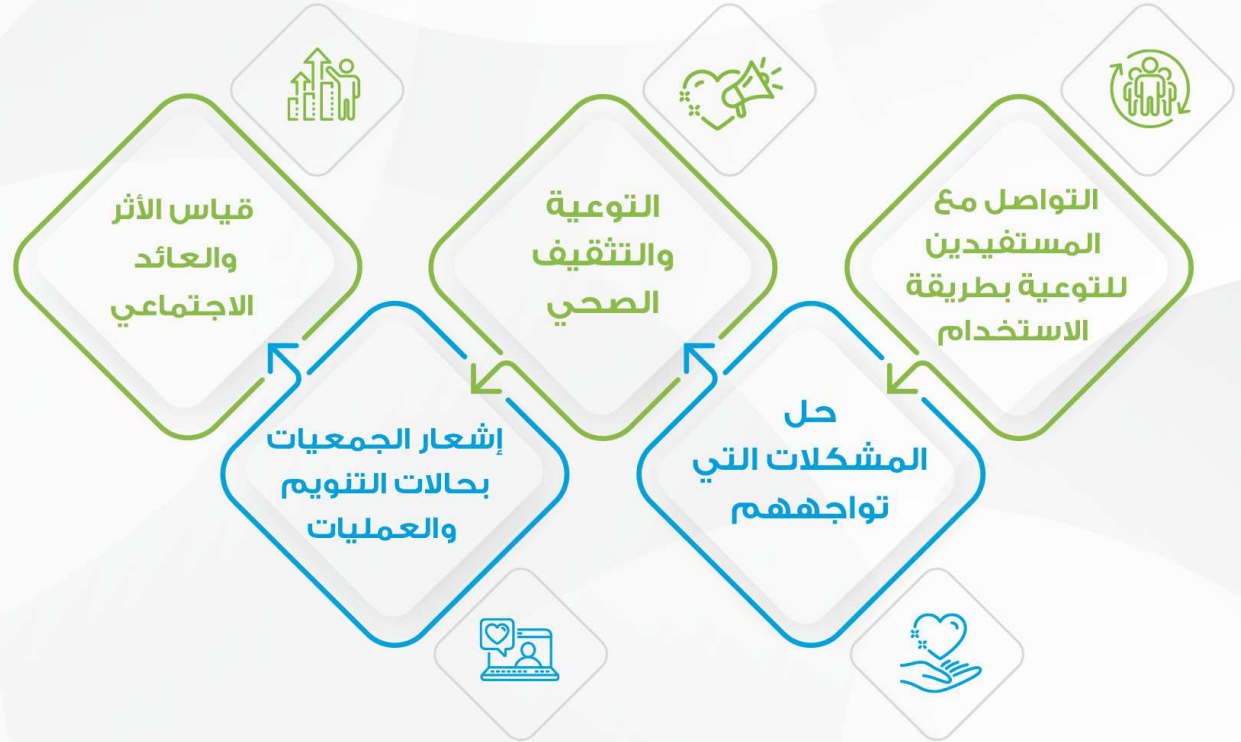 التواصل مع
المستفيدين
للتوعية بطريقة
الاستخدام
حل
المشكلات التي
تواجههم
التوعية
والتثقيف
الصحي
إشعار الجمعيات
بحالات التنويم
والعمليات
قياس الأثر
والعائد
الاجتماعي